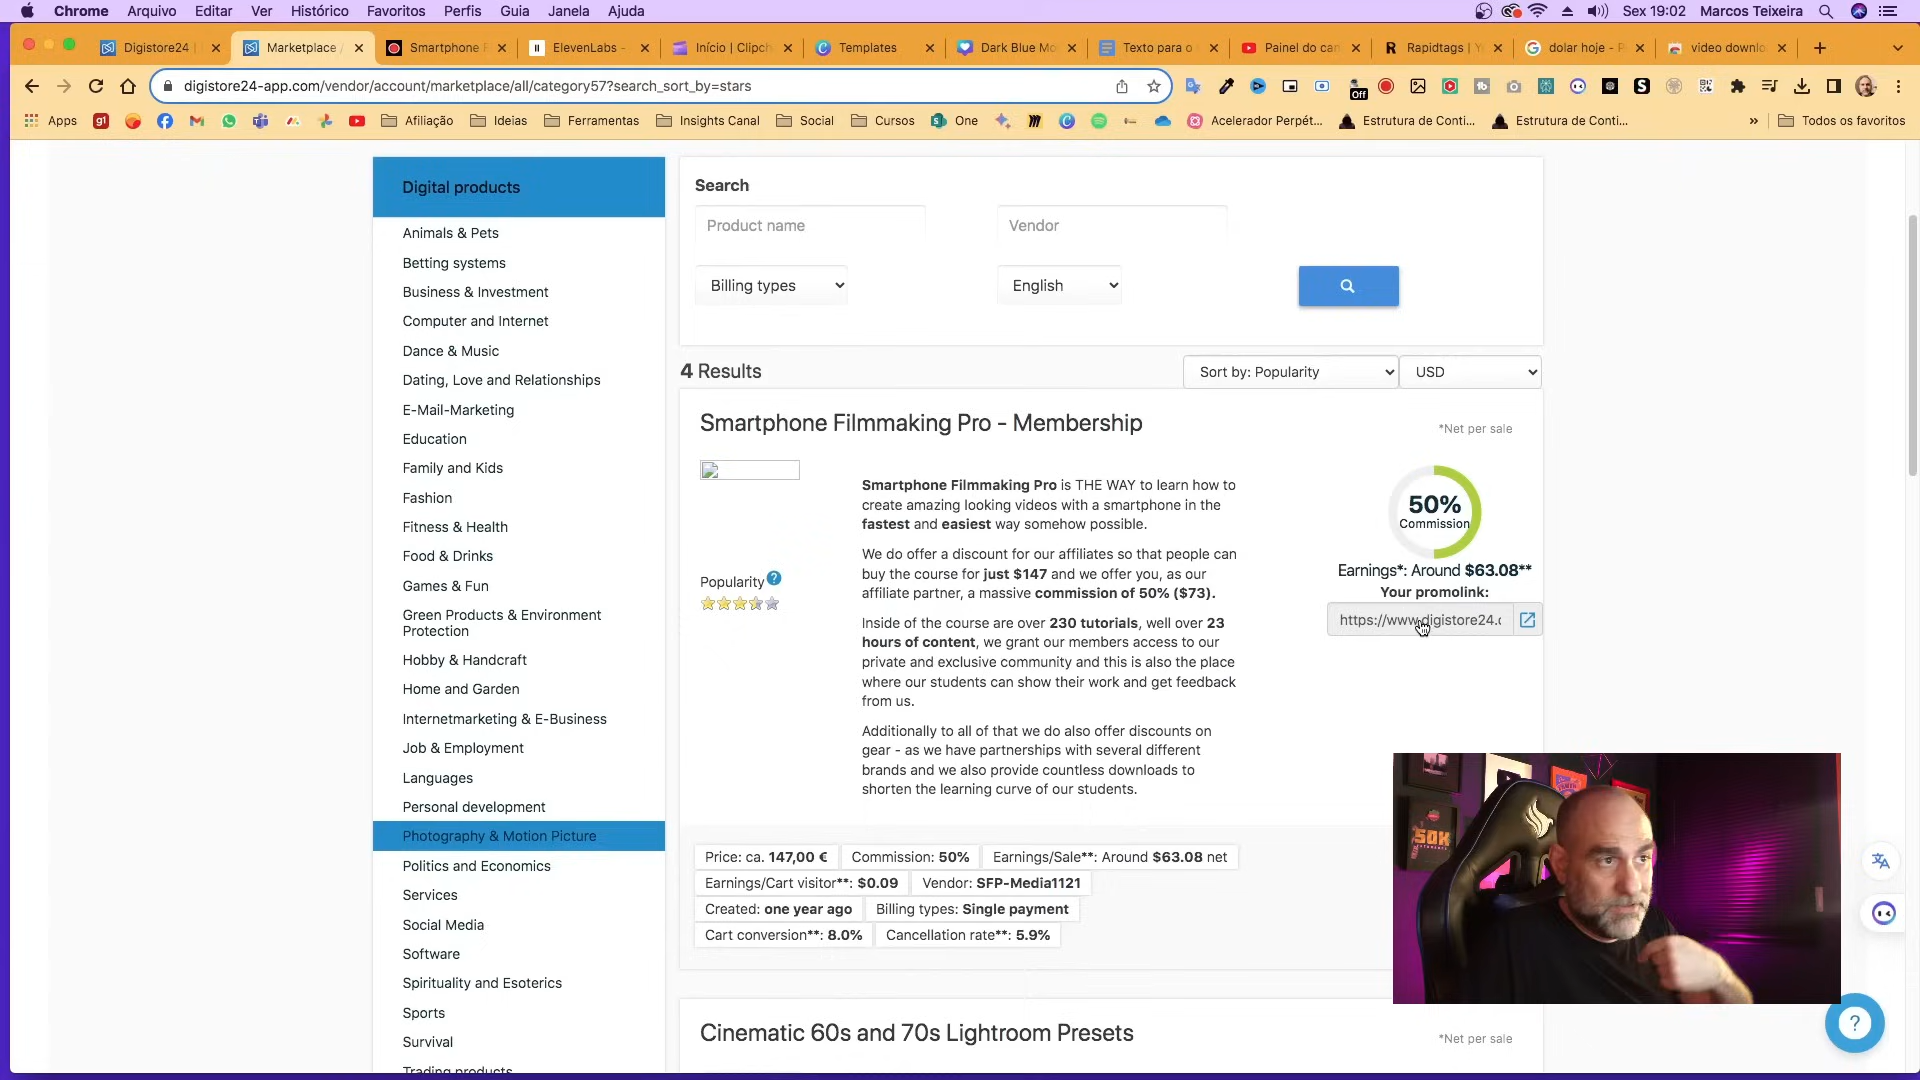 Chrome Arquivo Editar Ver Histórico Favoritos Perfis Guia Janela Ajuda Sex 19:02 Marcos Teixeira
Digistore24 | Marketplace Smartphone F ElevenLabs - Início | Clipch Templates Dark Blue Mo Texto para o Painel do can Rapidtags | Y dolar hoje - P video downlo
digistore24-app.com/vendor/account/marketplace/all/category57?search_sort_by=stars
Off
Apps Afiliação Ideias Ferramentas Insights Canal Social Cursos One Acelerador Perpét... Estrutura de Conti... Estrutura de Conti... » Todos os favoritos
Digital products
Animals & Pets
Betting systems
Business & Investment
Computer and Internet
Dance & Music
Dating, Love and Relationships
E-Mail-Marketing
Education
Family and Kids
Fashion
Fitness & Health
Food & Drinks
Games & Fun
Green Products & Environment
Protection
Hobby & Handcraft
Home and Garden
Internetmarketing & E-Business
Job & Employment
Languages
Personal development
Photography & Motion Picture
Politics and Economics
Services
Social Media
Software
Spirituality and Esoterics
Sports
Survival
Trading products
Search
Product name Vendor
Billing types English
4 Results
Sort by: Popularity USD
Smartphone Filmmaking Pro - Membership
*Net per sale
Popularity ?
Smartphone Filmmaking Pro is THE WAY to learn how to
create amazing looking videos with a smartphone in the
fastest and easiest way somehow possible.
We do offer a discount for our affiliates so that people can
buy the course for just $147 and we offer you, as our
affiliate partner, a massive commission of 50% ($73).
Inside of the course are over 230 tutorials, well over 23
hours of content, we grant our members access to our
private and exclusive community and this is also the place
where our students can show their work and get feedback
from us.
Additionally to all of that we do also offer discounts on
gear - as we have partnerships with several different
brands and we also provide countless downloads to
shorten the learning curve of our students.
50%
Commission
Earnings*: Around $63.08**
Your promolink:
https://www.digistore24.c
Price: ca. 147,00 € Commission: 50% Earnings/Sale**: Around $63.08 net
Earnings/Cart visitor**: $0.09 Vendor: SFP-Media1121
Created: one year ago Billing types: Single payment
Cart conversion**: 8.0% Cancellation rate**: 5.9%
Cinematic 60s and 70s Lightroom Presets
*Net per sale
50K
?